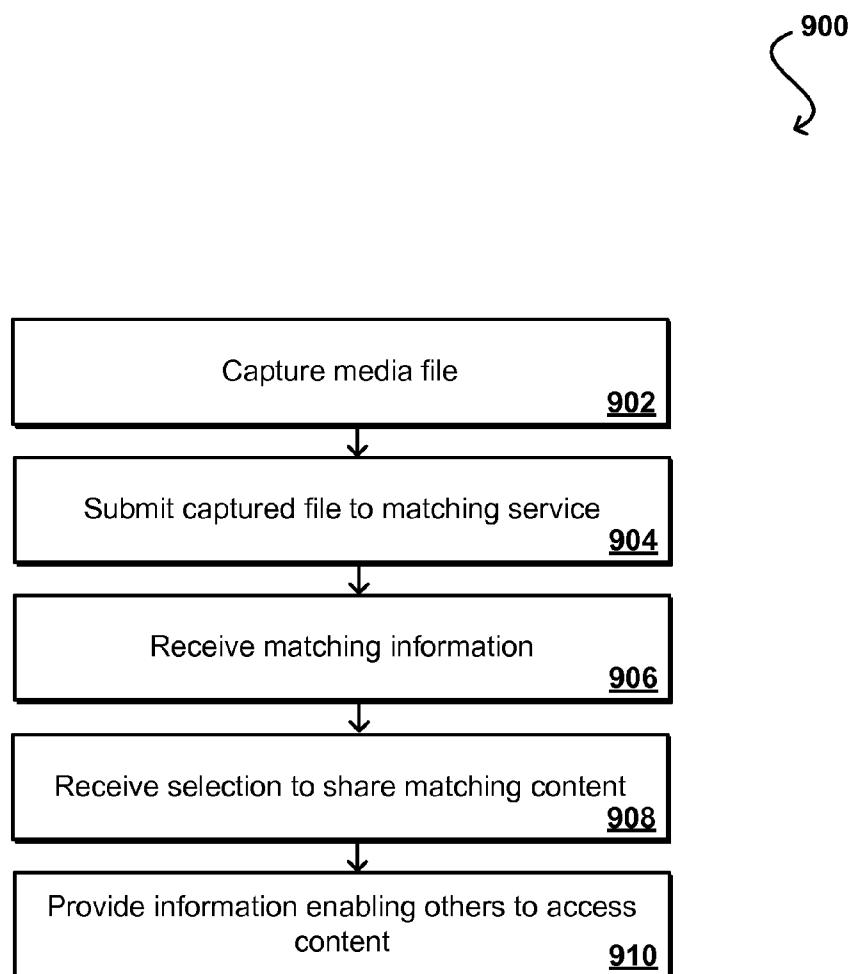 900
Capture media file
902
Submit captured file to matching service
904
Receive matching information
906
Receive selection to share matching content
908
Provide information enabling others to access
content
910